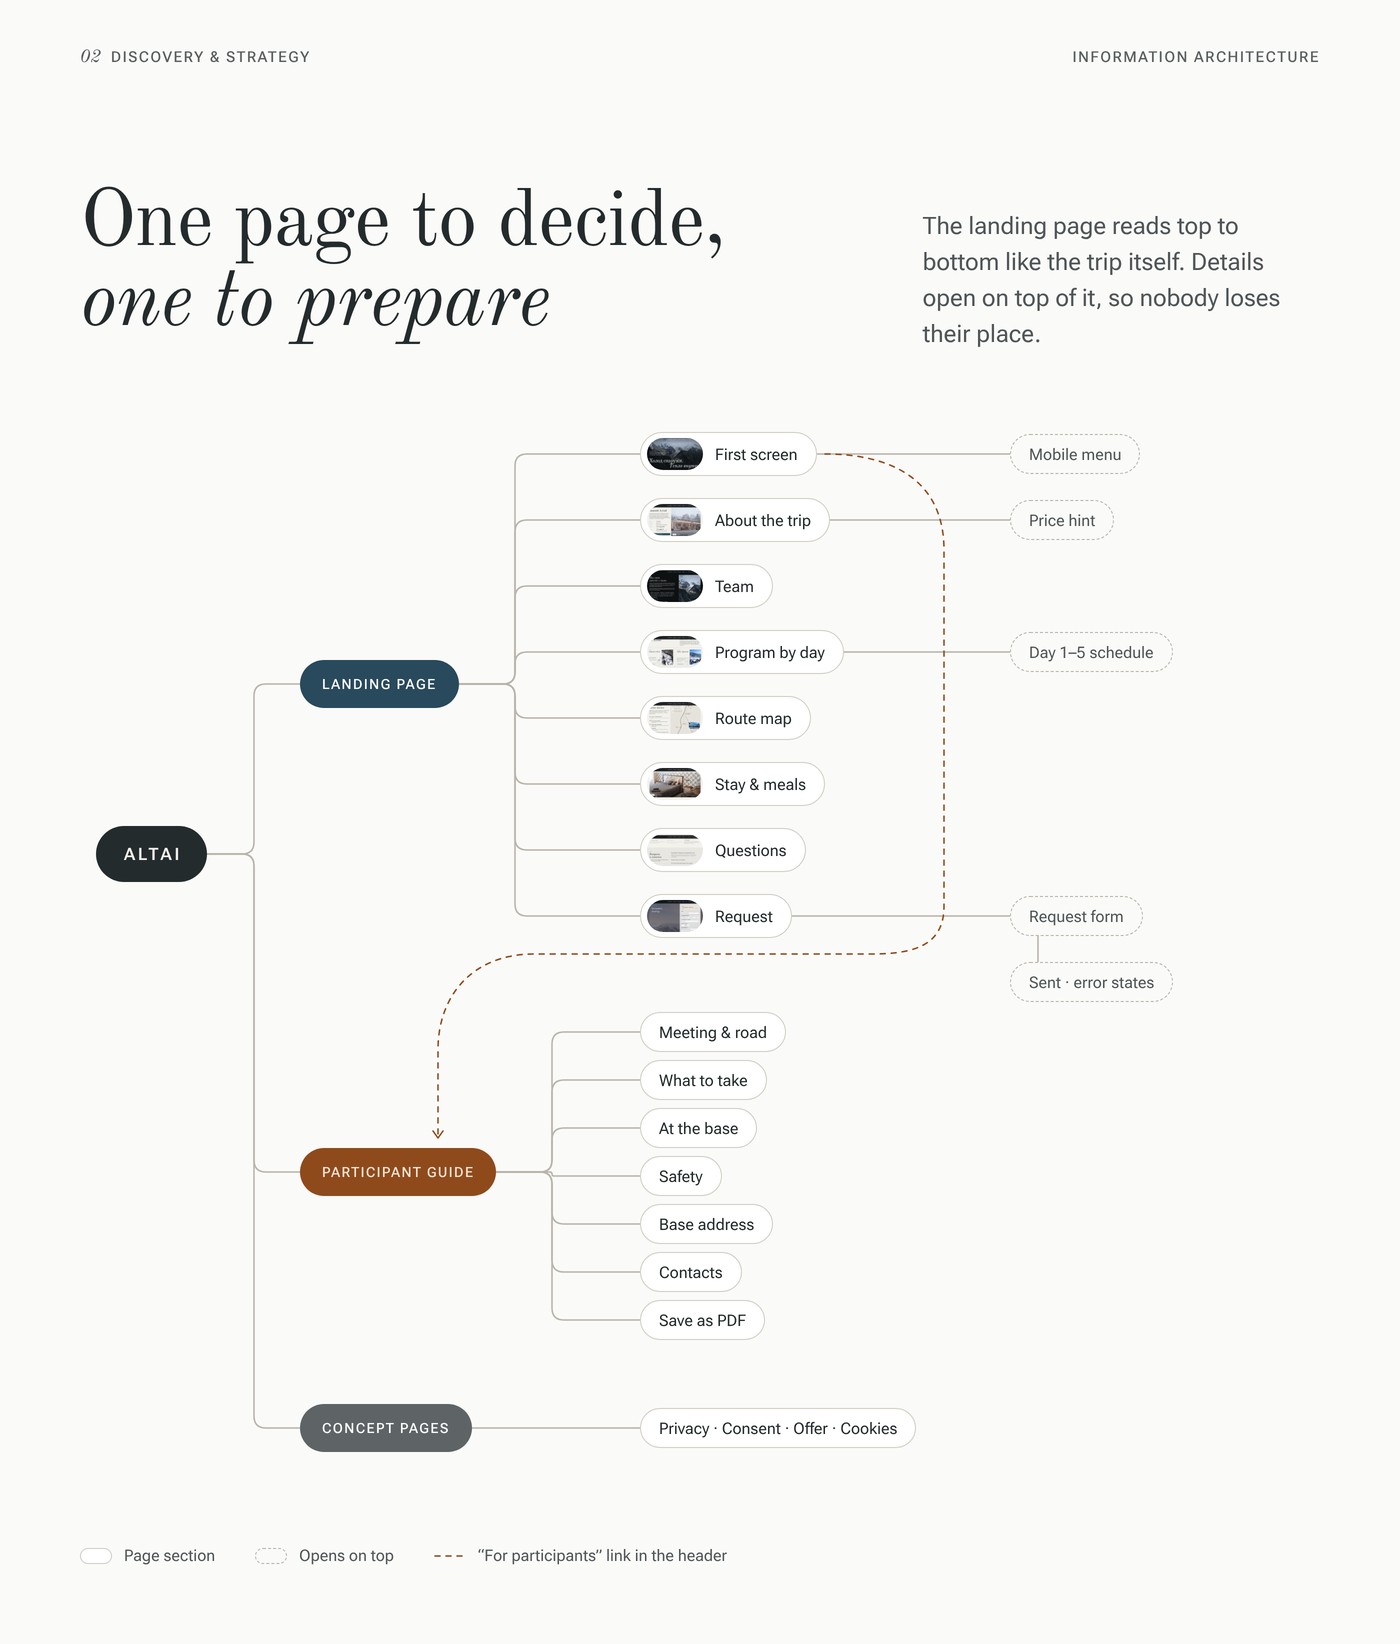 02 DISCOVERY & STRATEGY
INFORMATION ARCHITECTURE
One page to decide,
one to prepare
The landing page reads top to
bottom like the trip itself. Details
open on top of it, so nobody loses
their place.
First screen
Mobile menu
About the trip
Price hint
Team
Program by day
Day 1–5 schedule
LANDING PAGE
Route map
Stay & meals
ALTAI
Questions
Request
Request form
Sent · error states
Meeting & road
What to take
At the base
PARTICIPANT GUIDE
Safety
Base address
Contacts
Save as PDF
CONCEPT PAGES
Privacy · Consent · Offer · Cookies
Page section
Opens on top
“For participants” link in the header